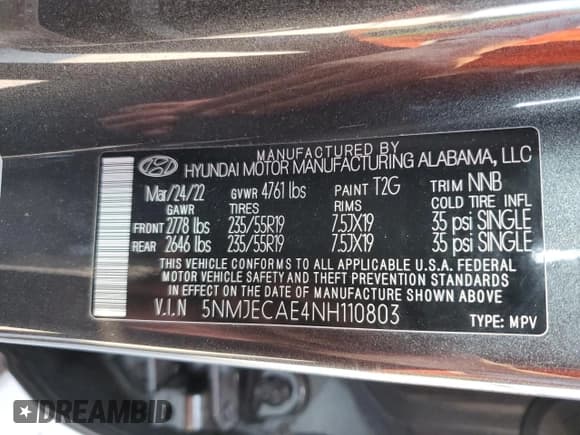 MANUFACTURED BY
HYUNDAI MOTOR MANUFACTURING ALABAMA, LLC
Mar/24/22 GVWR 4761 lbs PAINT T2G TRIM NNB
GAWR TIRES RIMS COLD TIRE INFL
FRONT 2778 lbs 235/55R19 7.5JX19 35 psi SINGLE
REAR 2646 lbs 235/55R19 7.5JX19 35 psi SINGLE
THIS VEHICLE CONFORMS TO ALL APPLICABLE U.S.A. FEDERAL
MOTOR VEHICLE SAFETY AND THEFT PREVENTION STANDARDS
IN EFFECT ON THE DATE OF MANUFACTURE SHOWN ABOVE.
V.I.N 5NMJECAE4NH110803 TYPE: MPV
DREAMBID